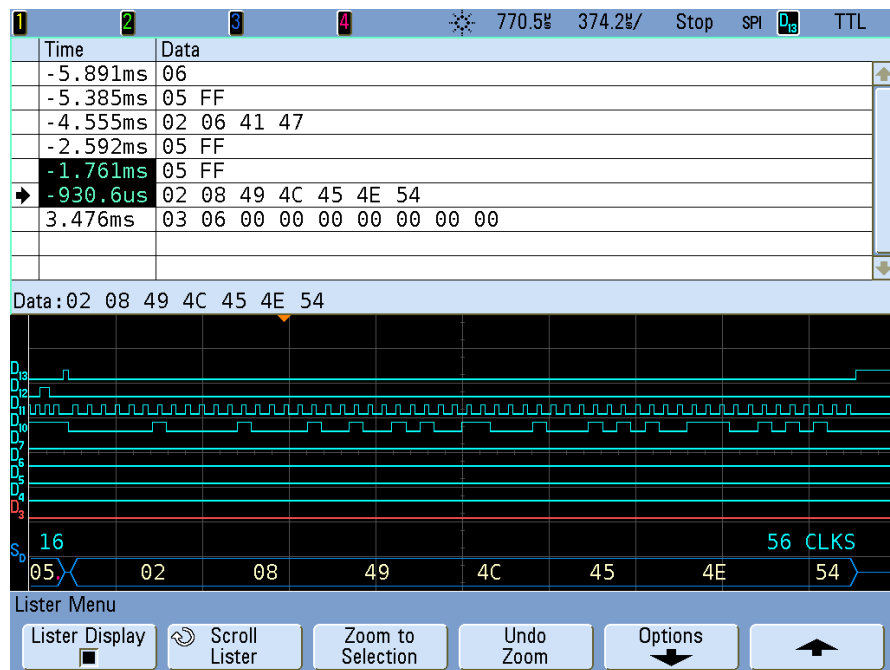 1 2 3 4 770.5㎲ 374.2㎲/ Stop SPI D13 TTL
Time Data
-5.891ms 06
-5.385ms 05 FF
-4.555ms 02 06 41 47
-2.592ms 05 FF
-1.761ms 05 FF
-930.6us 02 08 49 4C 45 4E 54
3.476ms 03 06 00 00 00 00 00 00 00
Data:02 08 49 4C 45 4E 54
D13
D12
D11
D10
D7
D6
D5
D4
D3
16 56 CLKS
SD
05. 02 08 49 4C 45 4E 54
Lister Menu
Lister Display Scroll Lister Zoom to Selection Undo Zoom Options